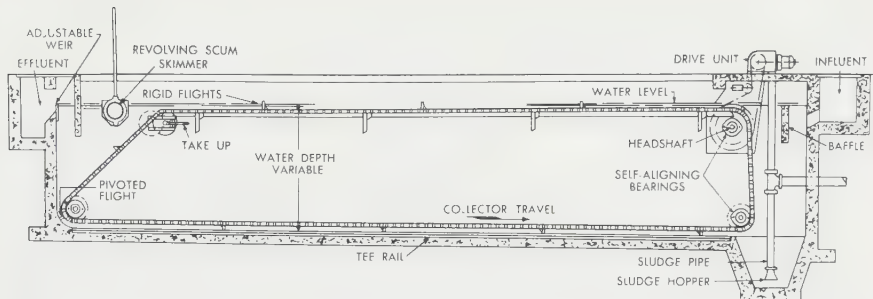 ADJUSTABLE
WEIR
EFFLUENT
REVOLVING SCUM
SKIMMER
RIGID FLIGHTS
DRIVE UNIT
INFLUENT
WATER LEVEL
TAKE UP
WATER DEPTH
VARIABLE
HEADSHAFT
BAFFLE
SELF-ALIGNING
BEARINGS
PIVOTED
FLIGHT
COLLECTOR TRAVEL
TEE RAIL
SLUDGE PIPE
SLUDGE HOPPER